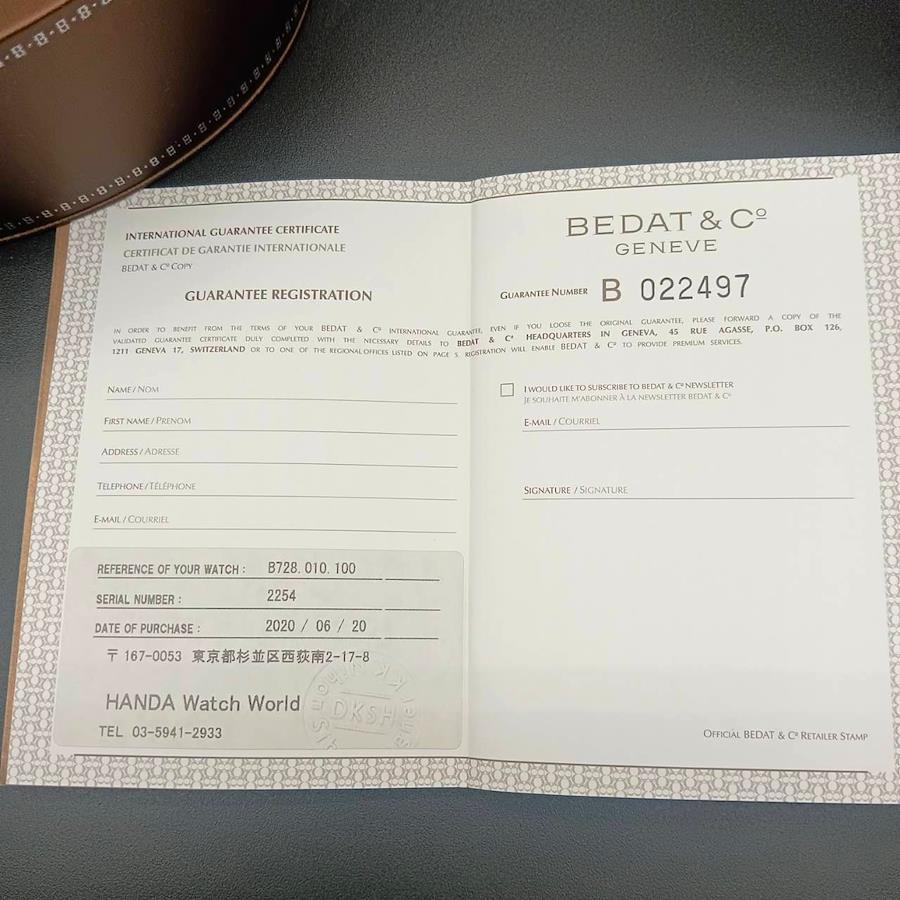 INTERNATIONAL GUARANTEE CERTIFICATE
CERTIFICAT DE GARANTIE INTERNATIONALE
BEDAT & Cº COPY
GUARANTEE REGISTRATION
BEDAT & Cº
GENEVE
GUARANTEE NUMBER B 022497
IN ORDER TO BENEFIT FROM THE TERMS OF YOUR BEDAT & Cº INTERNATIONAL GUARANTEE, EVEN IF YOU LOOSE THE ORIGINAL GUARANTEE, PLEASE FORWARD A COPY OF THE
VALIDATED GUARANTEE CERTIFICATE DULY COMPLETED WITH THE NECESSARY DETAILS TO BEDAT & Cº HEADQUARTERS IN GENEVA, 45 RUE AGASSE, P.O. BOX 126,
1211 GENEVA 17, SWITZERLAND OR TO ONE OF THE REGIONAL OFFICES LISTED ON PAGE 5. REGISTRATION WILL ENABLE BEDAT & Cº TO PROVIDE PREMIUM SERVICES.
NAME / NOM
FIRST NAME / PRENOM
ADDRESS / ADRESSE
TELEPHONE / TÉLÉPHONE
E-MAIL / COURRIEL
REFERENCE OF YOUR WATCH : B728.010.100
SERIAL NUMBER : 2254
DATE OF PURCHASE : 2020 / 06 / 20
〒 167-0053 東京都杉並区西荻南2-17-8
HANDA Watch World
TEL 03-5941-2933
DKSH
I WOULD LIKE TO SUBSCRIBE TO BEDAT & Cº NEWSLETTER
JE SOUHAITE M'ABONNER À LA NEWSLETTER BEDAT & Cº
E-MAIL / COURRIEL
SIGNATURE / SIGNATURE
OFFICIAL BEDAT & Cº RETAILER STAMP